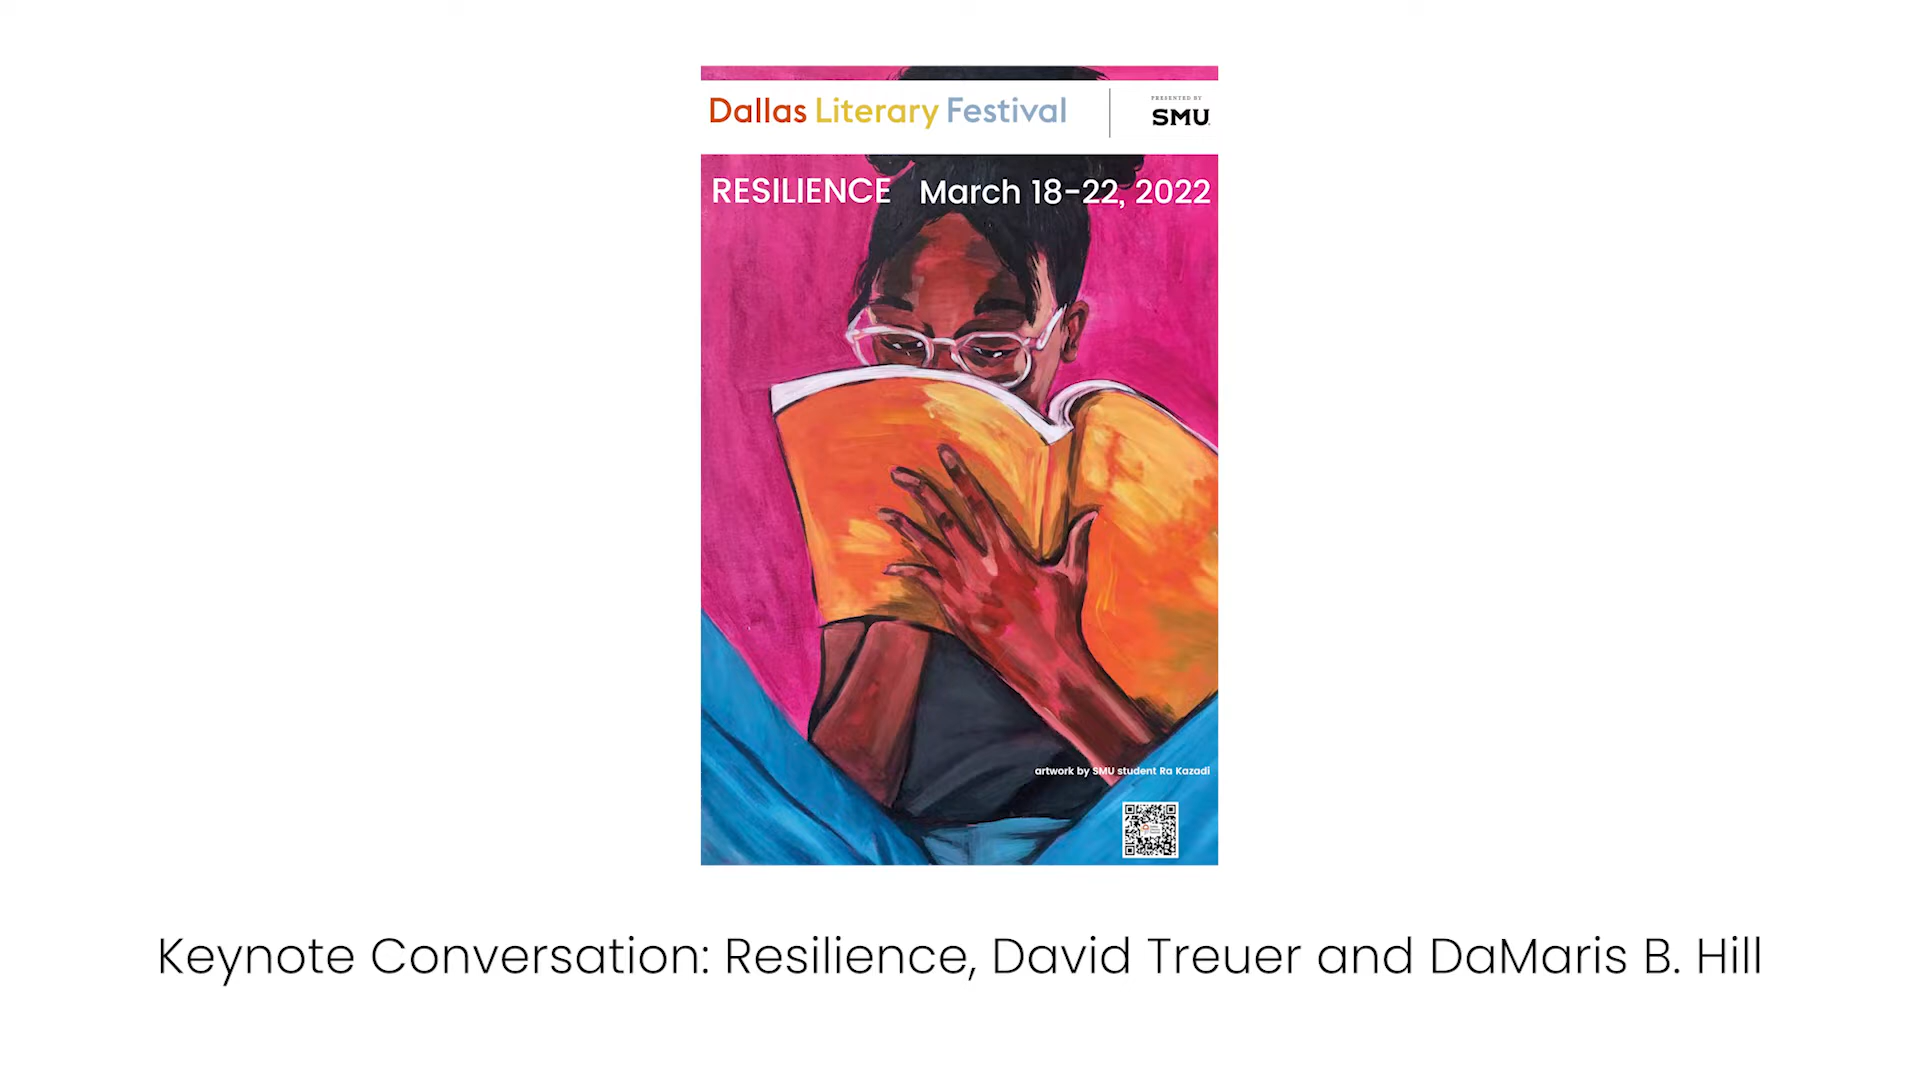 Dallas Literary Festival
PRESENTED BY
SMU
RESILIENCE March 18-22, 2022
artwork by SMU student Ra Kazadi
Keynote Conversation: Resilience, David Treuer and DaMaris B. Hill